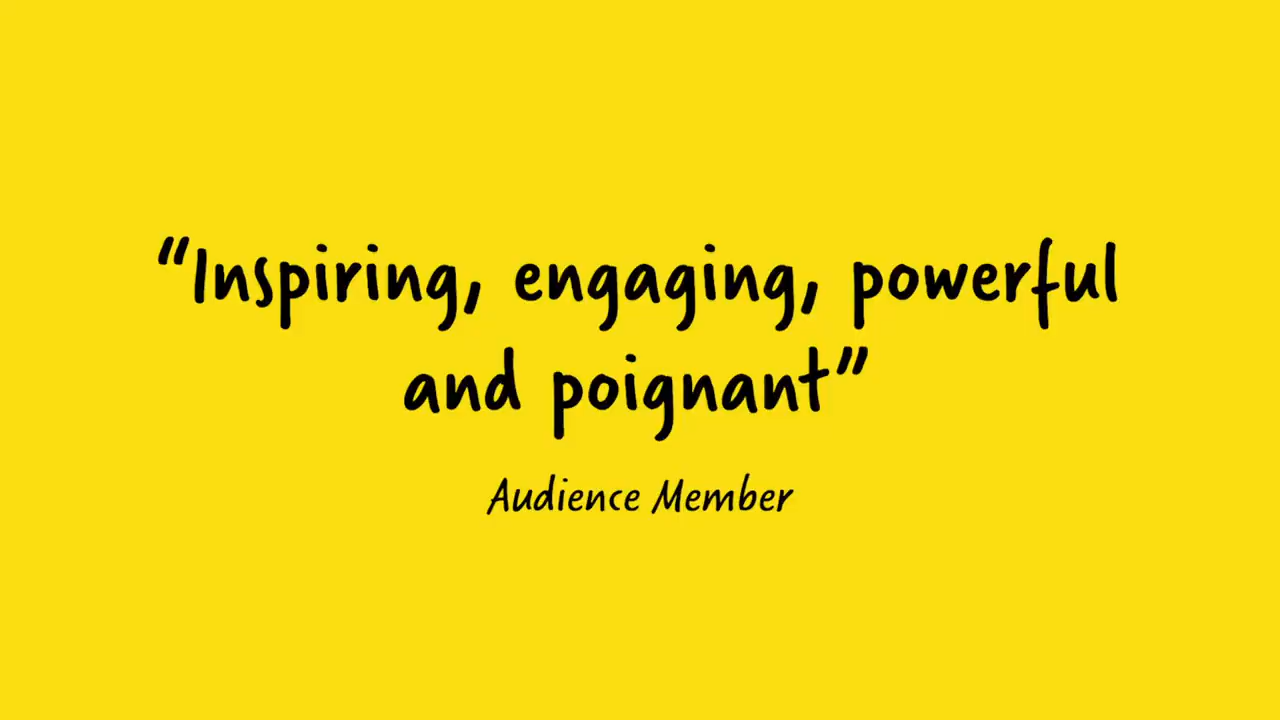 “Inspiring, engaging, powerful
and poignant”
Audience Member